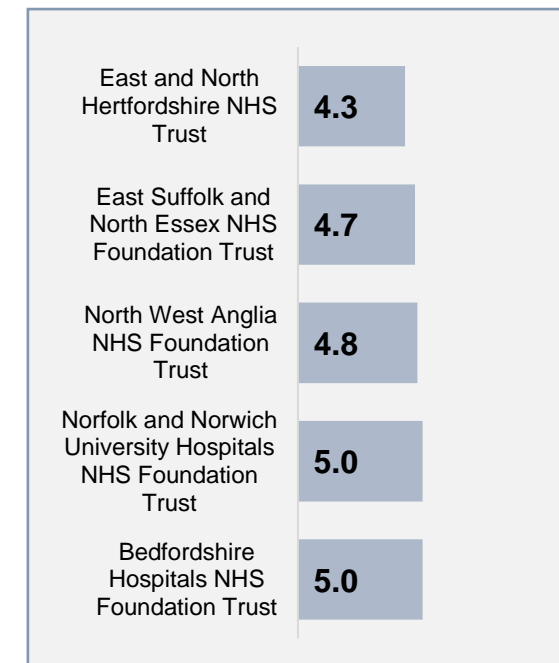 East and North
Hertfordshire NHS
Trust
4.3
East Suffolk and
North Essex NHS
Foundation Trust
4.7
North West Anglia
NHS Foundation
Trust
4.8
Norfolk and Norwich
University Hospitals
NHS Foundation
Trust
5.0
Bedfordshire
Hospitals NHS
Foundation Trust
5.0